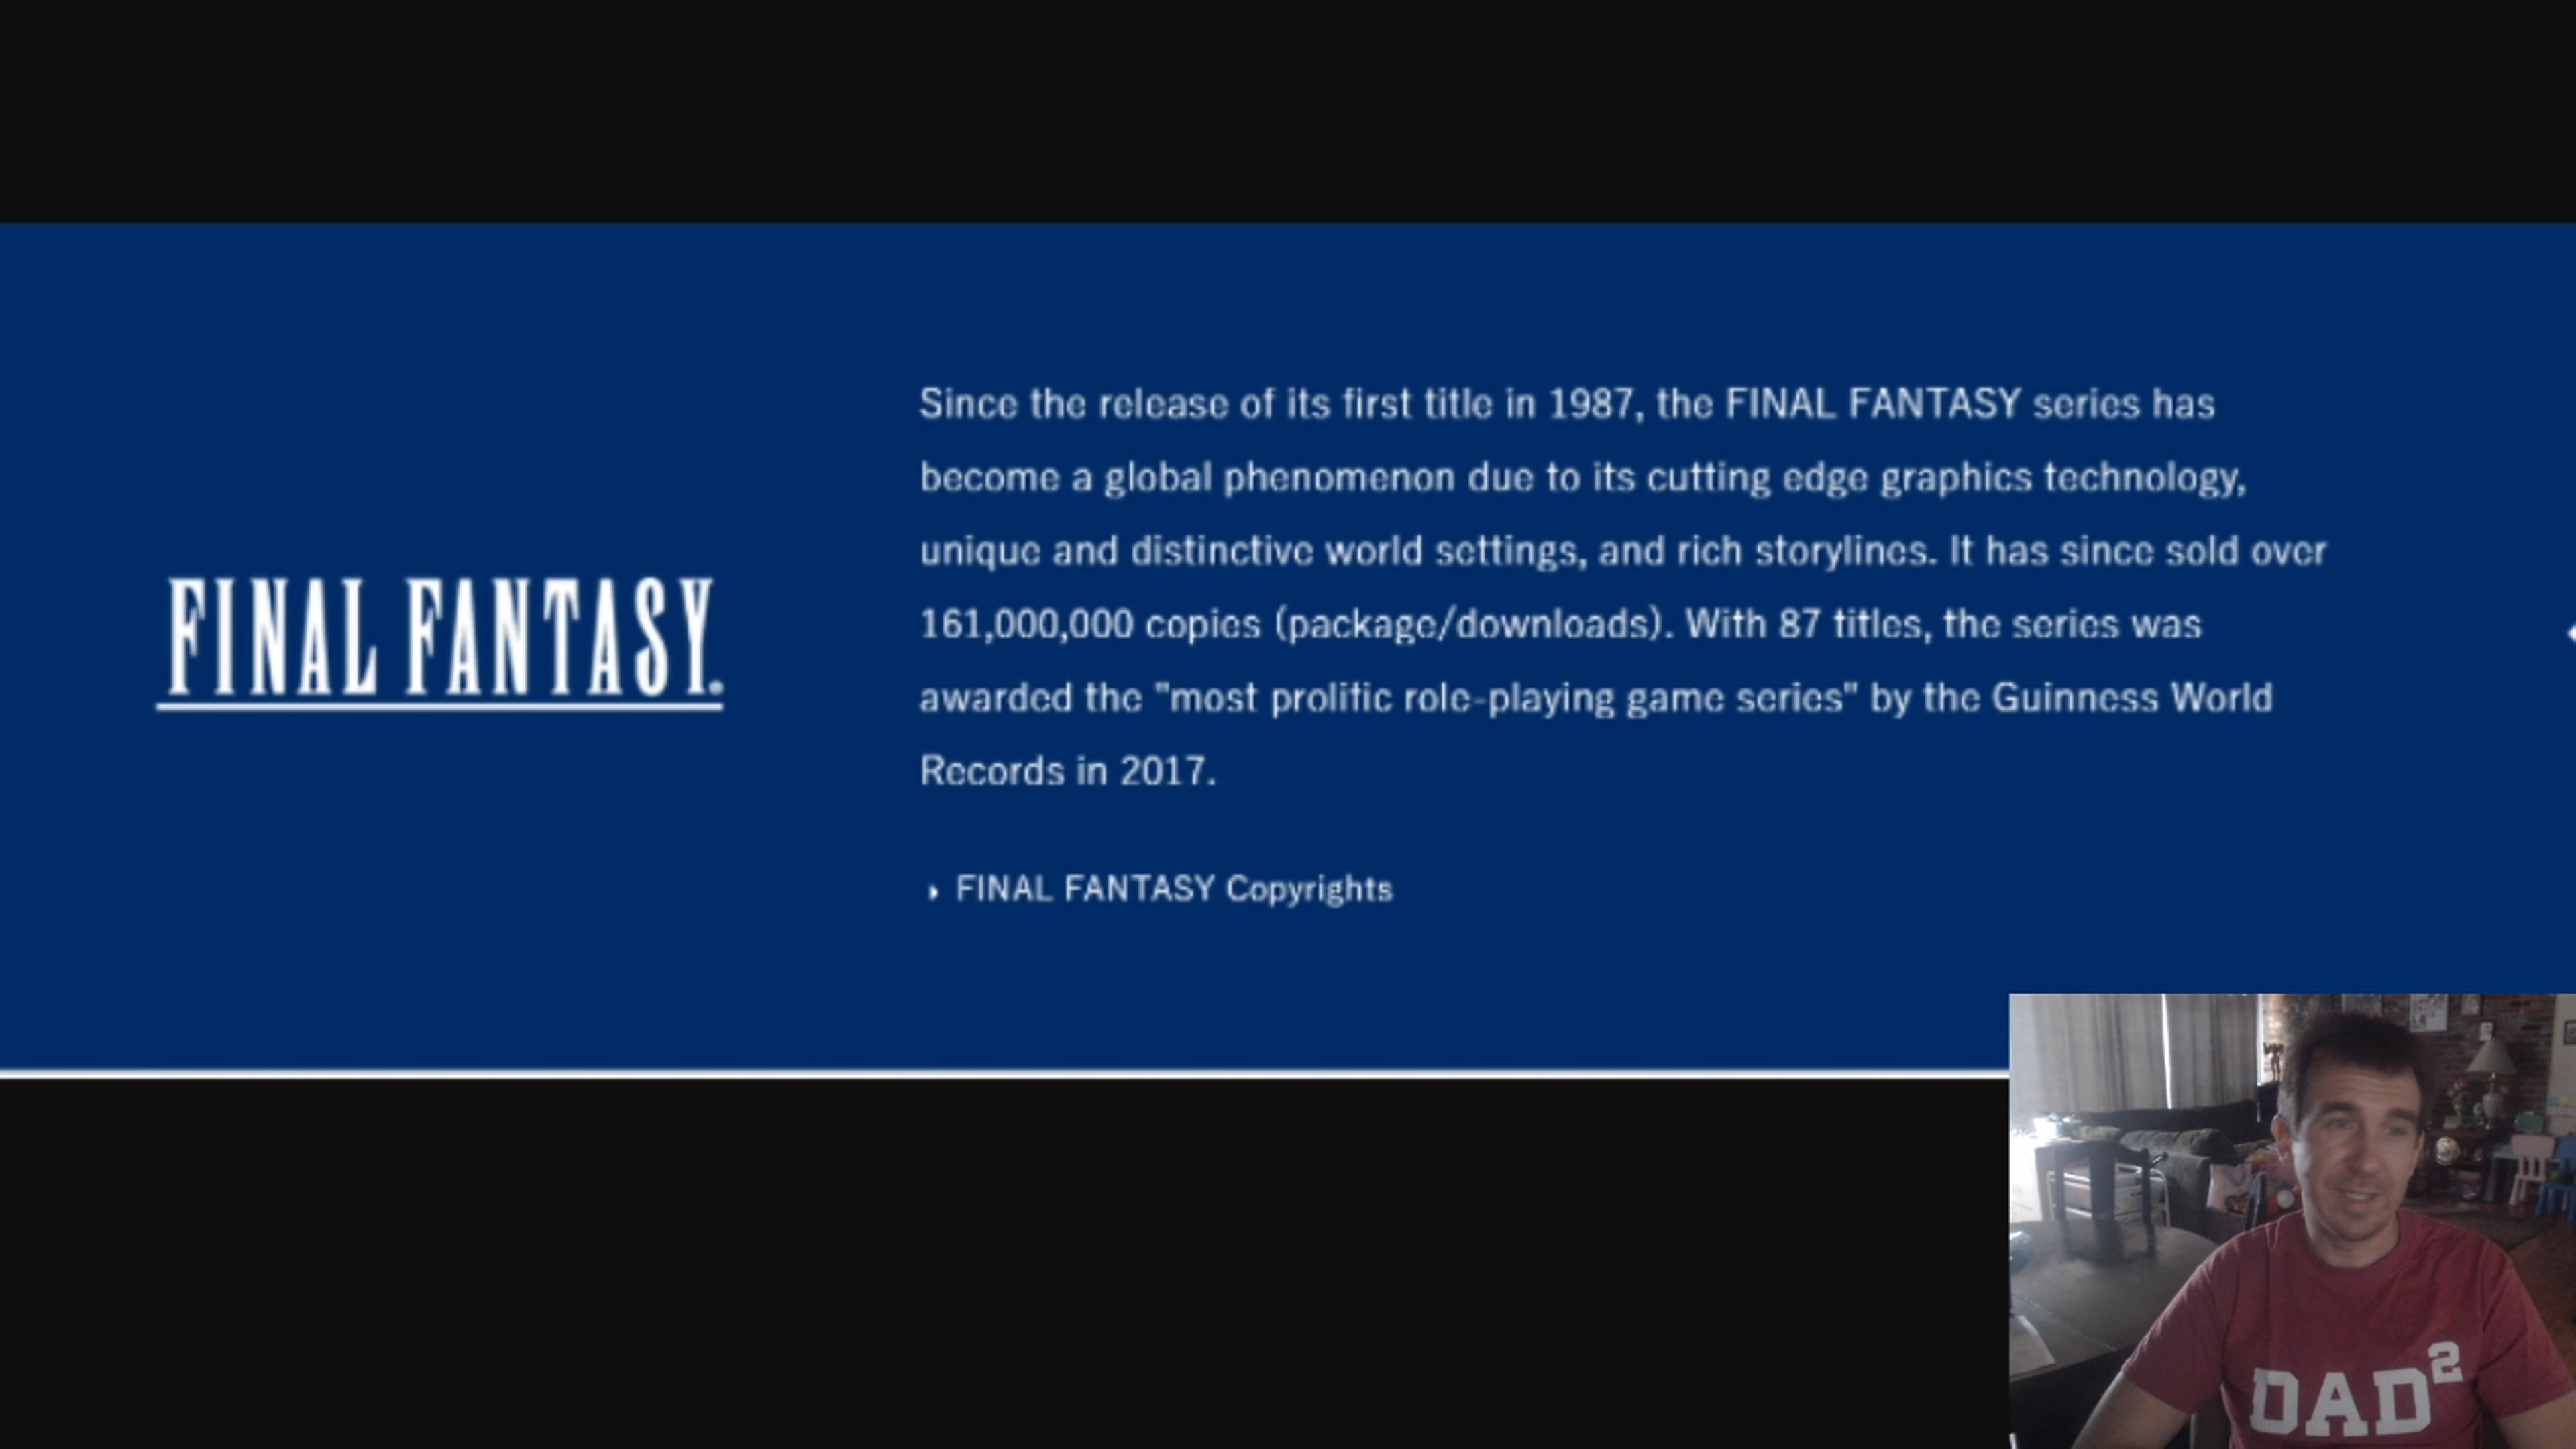 FINAL FANTASY.
Since the release of its first title in 1987, the FINAL FANTASY series has
become a global phenomenon due to its cutting edge graphics technology,
unique and distinctive world settings, and rich storylines. It has since sold over
161,000,000 copies (package/downloads). With 87 titles, the series was
awarded the "most prolific role-playing game series" by the Guinness World
Records in 2017.
FINAL FANTASY Copyrights
DAD²